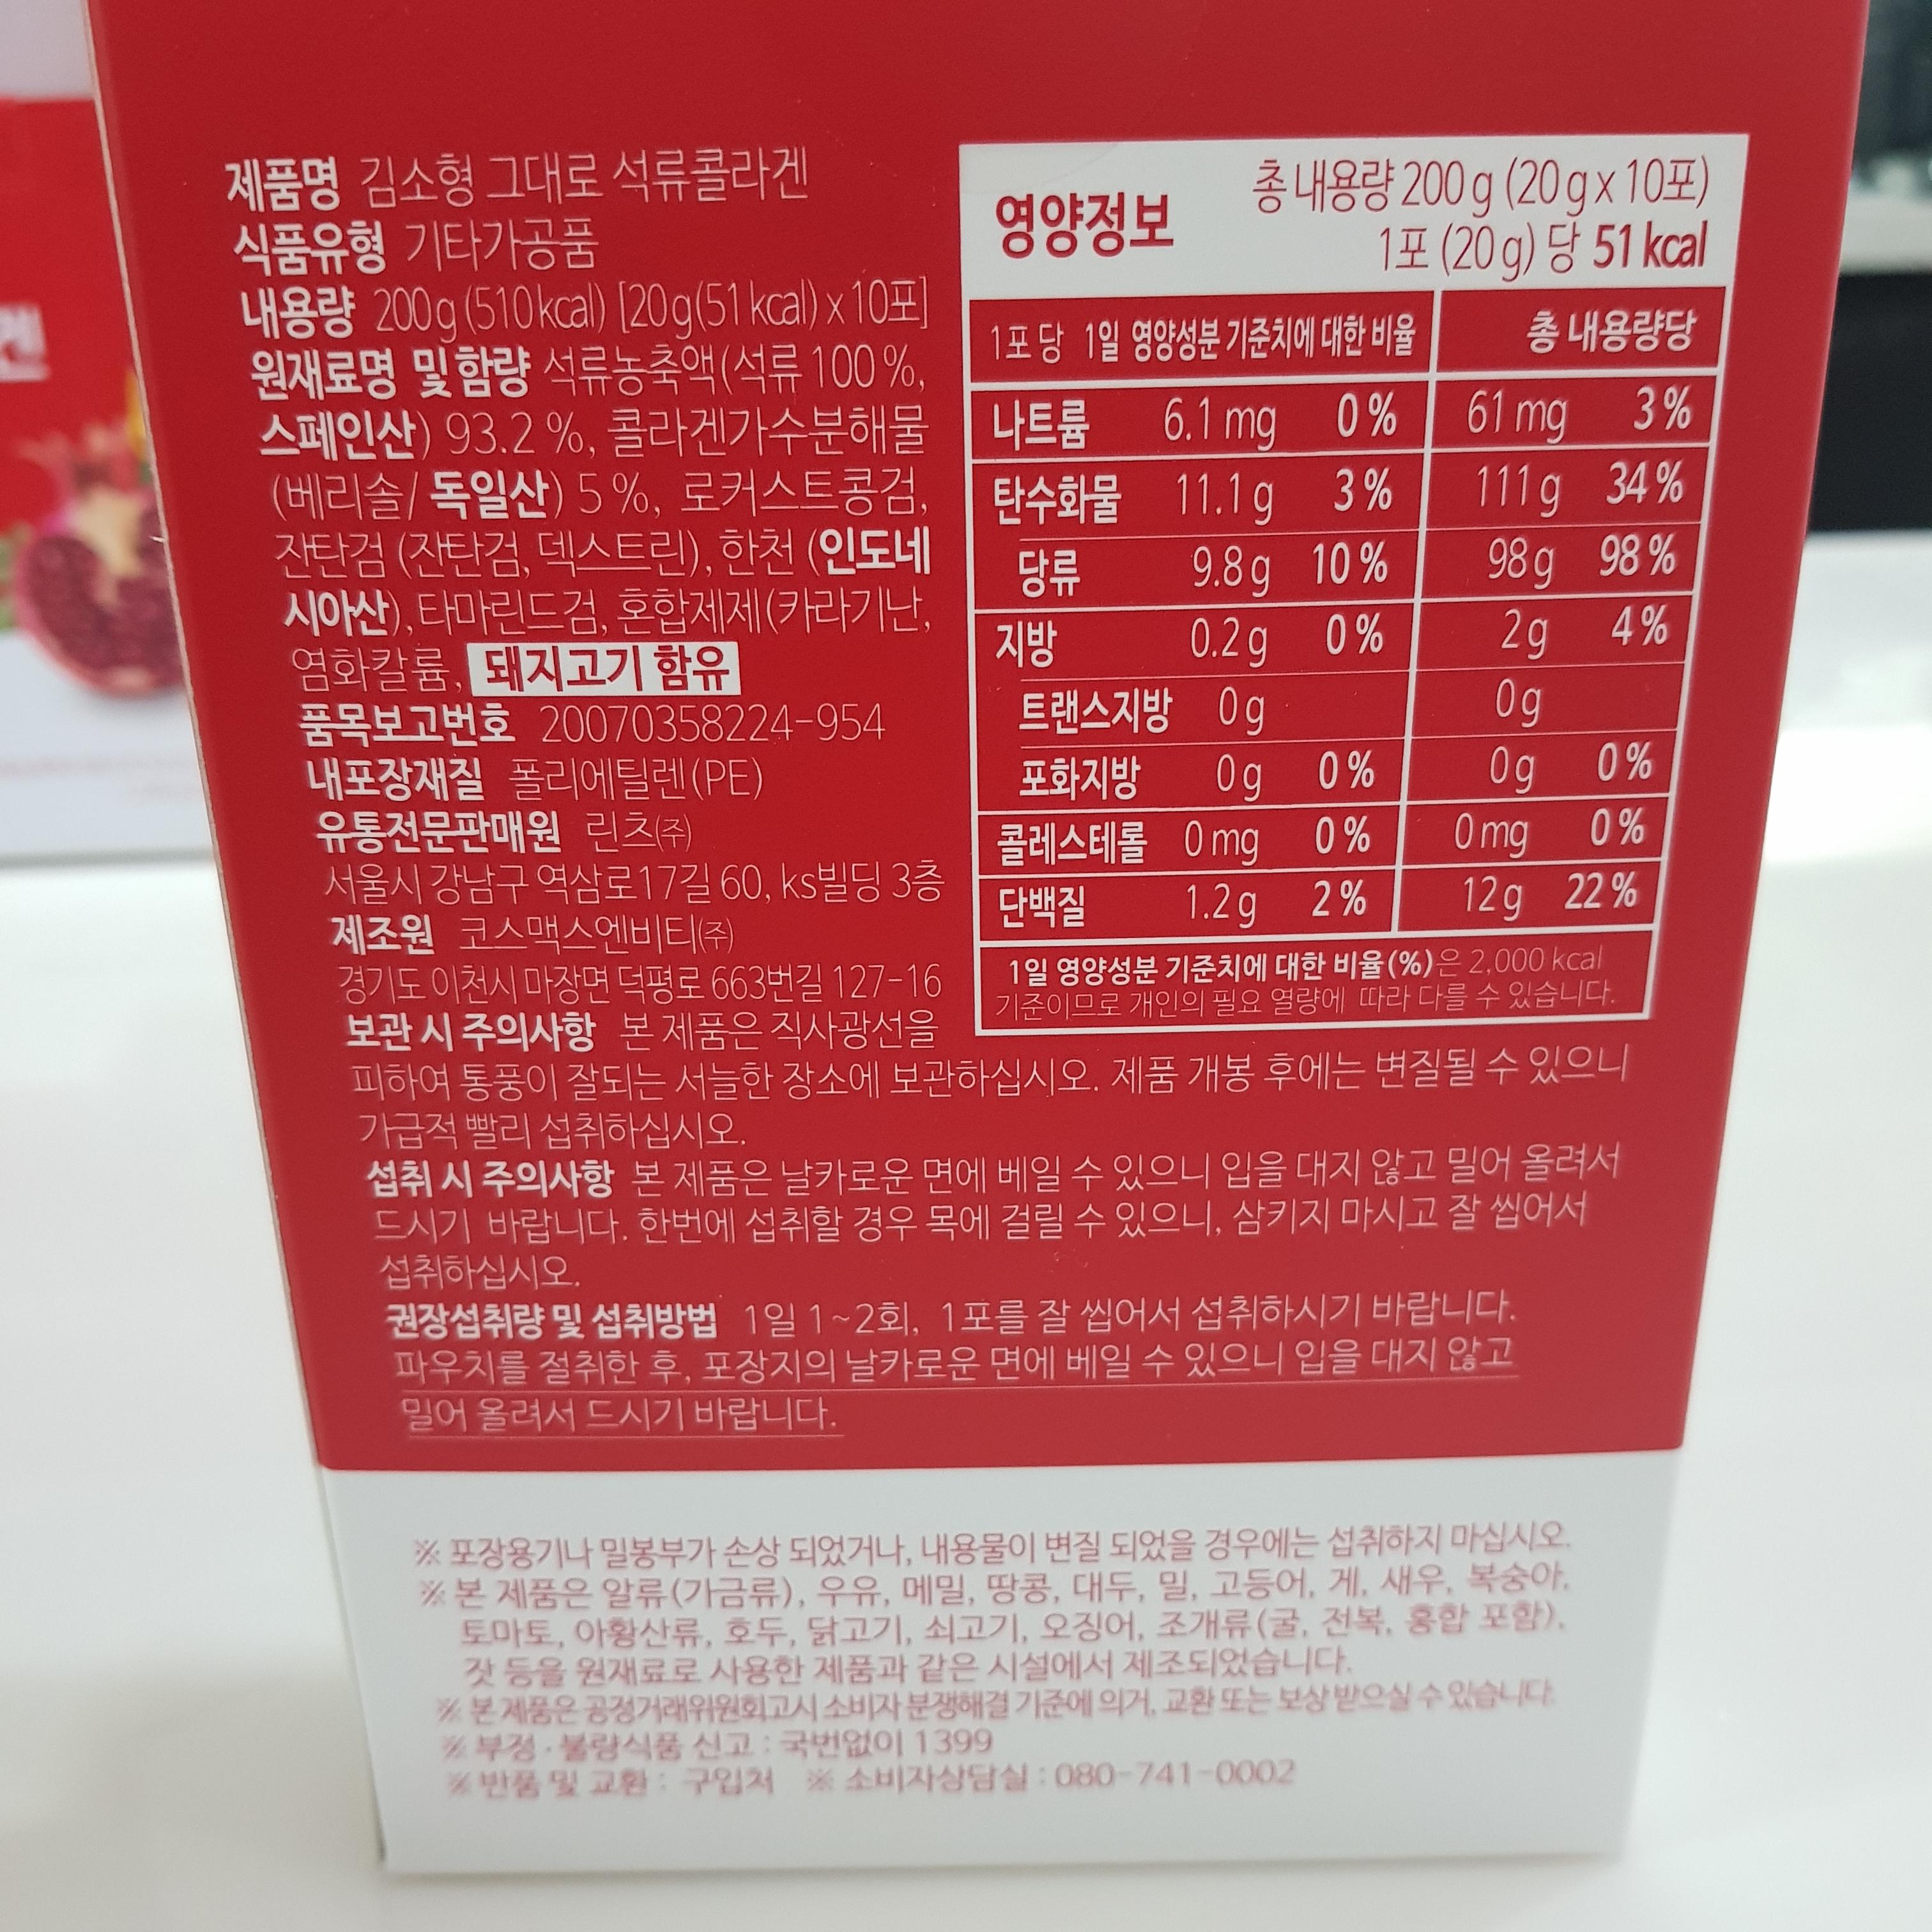 겐
제품명 김소형 그대로 석류콜라겐
식품유형 기타가공품
내용량 200g(510kcal) [20g(51kcal)x10포]
원재료명 및 함량 석류농축액(석류 100%,
스페인산) 93.2%, 콜라겐가수분해물
(베리솔/독일산) 5%, 로커스트콩검,
잔탄검 (잔탄검, 덱스트린), 한천 (인도네
시아산), 타마린드검, 혼합제제(카라기난,
염화칼륨, 돼지고기 함유
품목보고번호 20070358224-954
내포장재질 폴리에틸렌(PE)
유통전문판매원 린츠(주)
서울시 강남구 역삼로17길 60, ks빌딩 3층
제조원 코스맥스엔비티(주)
경기도 이천시 마장면 덕평로 663번길 127-16
보관 시 주의사항 본 제품은 직사광선을
피하여 통풍이 잘되는 서늘한 장소에 보관하십시오. 제품 개봉 후에는 변질될 수 있으니
가급적 빨리 섭취하십시오.
섭취 시 주의사항 본 제품은 날카로운 면에 베일 수 있으니 입을 대지 않고 밀어 올려서
드시기 바랍니다. 한번에 섭취할 경우 목에 걸릴 수 있으니, 삼키지 마시고 잘 씹어서
섭취하십시오.
권장섭취량 및 섭취방법 1일 1~2회, 1포를 잘 씹어서 섭취하시기 바랍니다.
파우치를 절취한 후, 포장지의 날카로운 면에 베일 수 있으니 입을 대지 않고
밀어 올려서 드시기 바랍니다.
영양정보
총 내용량 200g (20gx10포)
1포 (20g) 당 51kcal
1포 당 1일 영양성분 기준치에 대한 비율 총 내용량당
나트륨 6.1mg 0% 61mg 3%
탄수화물 11.1g 3% 111g 34%
당류 9.8g 10% 98g 98%
지방 0.2g 0% 2g 4%
트랜스지방 0g 0g
포화지방 0g 0% 0g 0%
콜레스테롤 0mg 0% 0mg 0%
단백질 1.2g 2% 12g 22%
1일 영양성분 기준치에 대한 비율(%)은 2,000 kcal
기준이므로 개인의 필요 열량에 따라 다를 수 있습니다.
※ 포장용기나 밀봉부가 손상 되었거나, 내용물이 변질 되었을 경우에는 섭취하지 마십시오.
※ 본 제품은 알류(가금류), 우유, 메밀, 땅콩, 대두, 밀, 고등어, 게, 새우, 복숭아,
토마토, 아황산류, 호두, 닭고기, 쇠고기, 오징어, 조개류(굴, 전복, 홍합 포함),
잣 등을 원재료로 사용한 제품과 같은 시설에서 제조되었습니다.
※ 본 제품은 공정거래위원회고시 소비자 분쟁해결 기준에 의거, 교환 또는 보상 받으실 수 있습니다.
※ 부정·불량식품 신고 : 국번없이 1399
※ 반품 및 교환 : 구입처 ※ 소비자상담실 : 080-741-0002